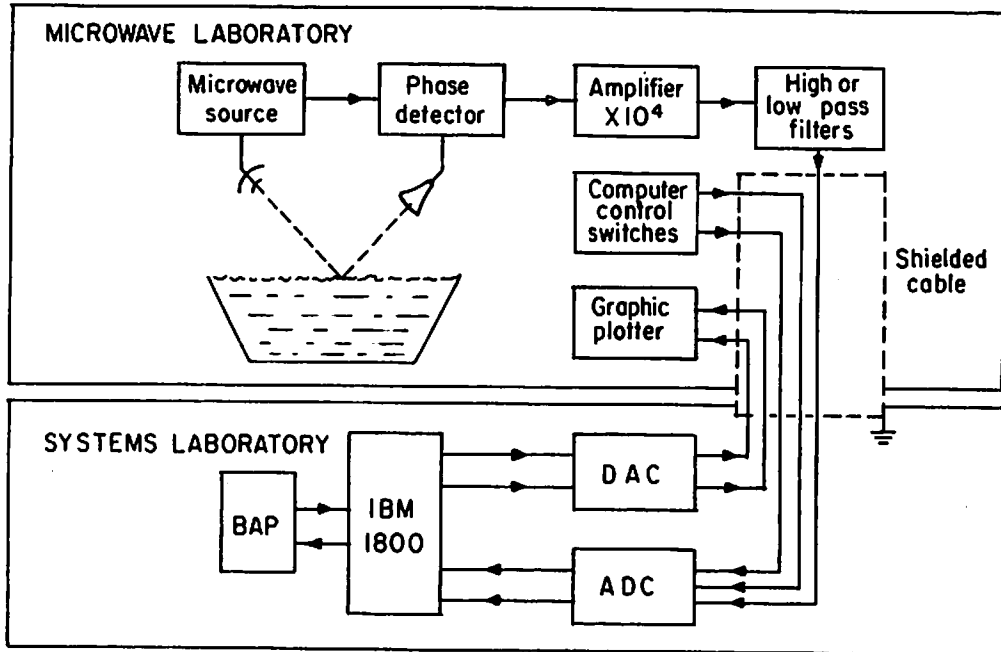 MICROWAVE LABORATORY
Microwave
source
Phase
detector
Amplifier
X10⁴
High or
low pass
filters
Computer
control
switches
Shielded
cable
Graphic
plotter
SYSTEMS LABORATORY
BAP
IBM
1800
DAC
ADC